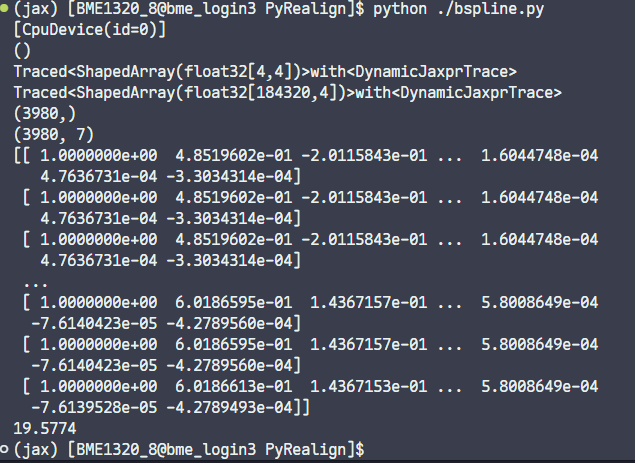 (jax) [BME1320_8@bme_login3 PyRealign]$ python ./bspline.py
[CpuDevice(id=0)]
()
Traced<ShapedArray(float32[4,4])>with<DynamicJaxprTrace>
Traced<ShapedArray(float32[184320,4])>with<DynamicJaxprTrace>
(3980,)
(3980, 7)
[[ 1.0000000e+00  4.8519602e-01 -2.0115843e-01 ...  1.6044748e-04
   4.7636731e-04 -3.3034314e-04]
 [ 1.0000000e+00  4.8519602e-01 -2.0115843e-01 ...  1.6044748e-04
   4.7636731e-04 -3.3034314e-04]
 [ 1.0000000e+00  4.8519602e-01 -2.0115843e-01 ...  1.6044748e-04
   4.7636731e-04 -3.3034314e-04]
 ...
 [ 1.0000000e+00  6.0186595e-01  1.4367157e-01 ...  5.8008649e-04
  -7.6140423e-05 -4.2789560e-04]
 [ 1.0000000e+00  6.0186595e-01  1.4367157e-01 ...  5.8008649e-04
  -7.6140423e-05 -4.2789560e-04]
 [ 1.0000000e+00  6.0186613e-01  1.4367153e-01 ...  5.8008649e-04
  -7.6139528e-05 -4.2789493e-04]]
19.5774
(jax) [BME1320_8@bme_login3 PyRealign]$